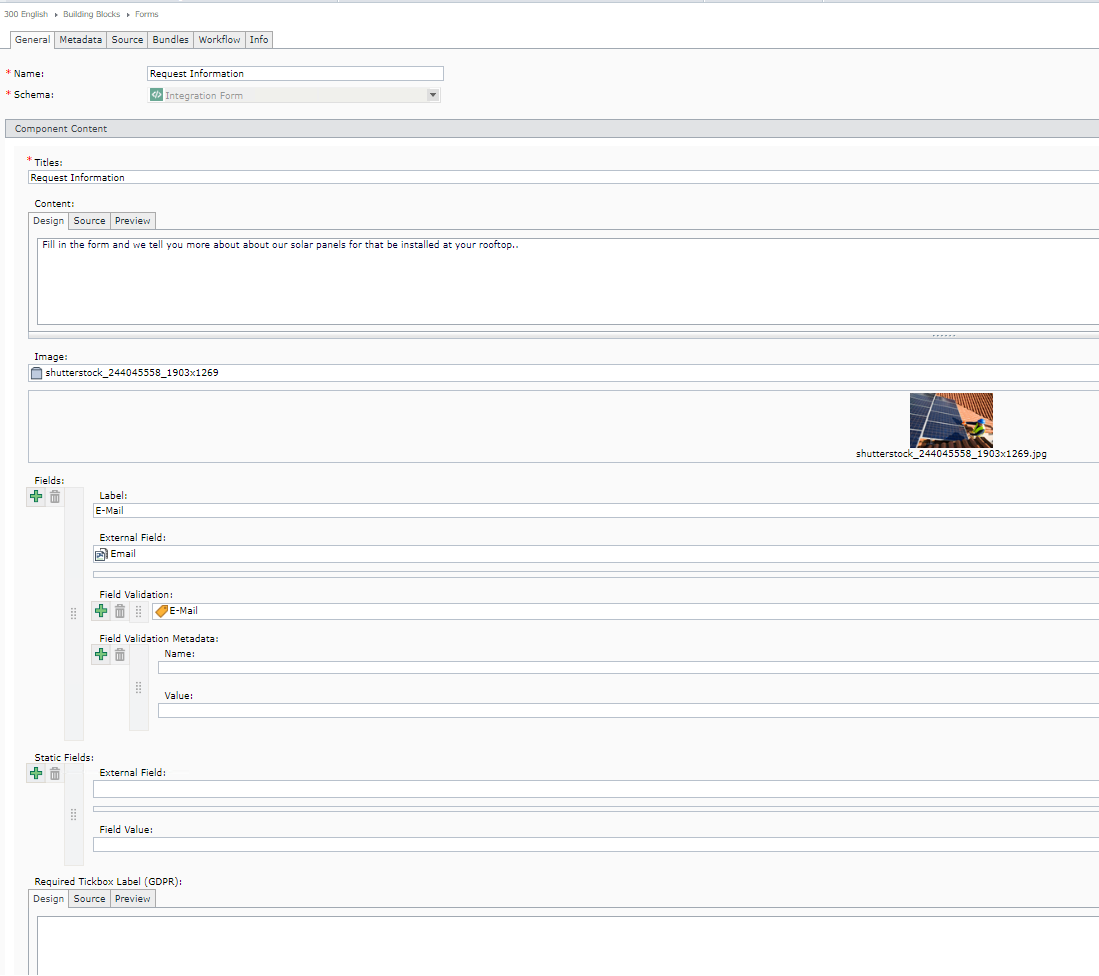 300 English ▸ Building Blocks ▸ Forms
General Metadata Source Bundles Workflow Info
* Name: Request Information
* Schema: Integration Form
Component Content
* Titles:
Request Information
Content:
Design Source Preview
Fill in the form and we tell you more about about our solar panels for that be installed at your rooftop..
Image:
shutterstock_244045558_1903x1269
shutterstock_244045558_1903x1269.jpg
Fields:
Label:
E-Mail
External Field:
Email
Field Validation:
E-Mail
Field Validation Metadata:
Name:
Value:
Static Fields:
External Field:
Field Value:
Required Tickbox Label (GDPR):
Design Source Preview